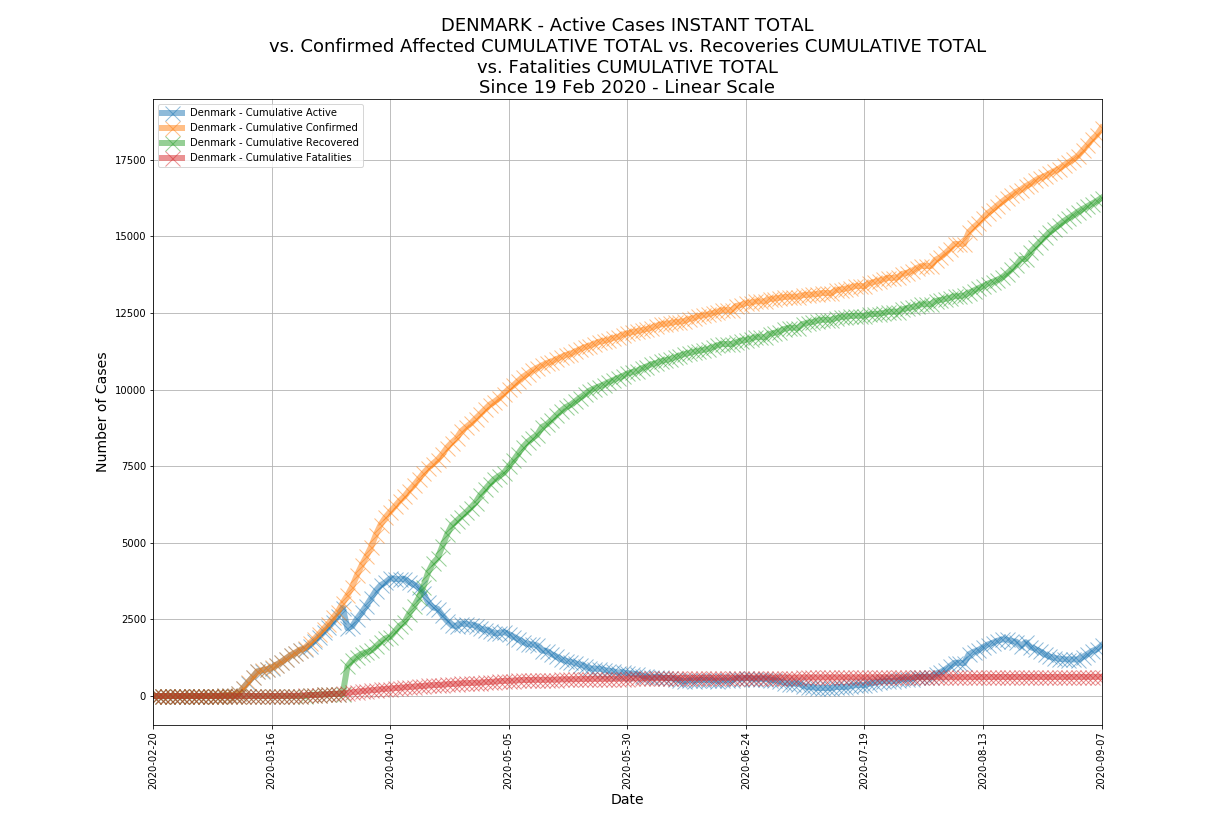 DENMARK - Active Cases INSTANT TOTAL
vs. Confirmed Affected CUMULATIVE TOTAL vs. Recoveries CUMULATIVE TOTAL
vs. Fatalities CUMULATIVE TOTAL
Since 19 Feb 2020 - Linear Scale
Denmark - Cumulative Active
Denmark - Cumulative Confirmed
Denmark - Cumulative Recovered
Denmark - Cumulative Fatalities
Number of Cases
17500
15000
12500
10000
7500
5000
2500
0
2020-02-20
2020-03-16
2020-04-10
2020-05-05
2020-05-30
2020-06-24
2020-07-19
2020-08-13
2020-09-07
Date